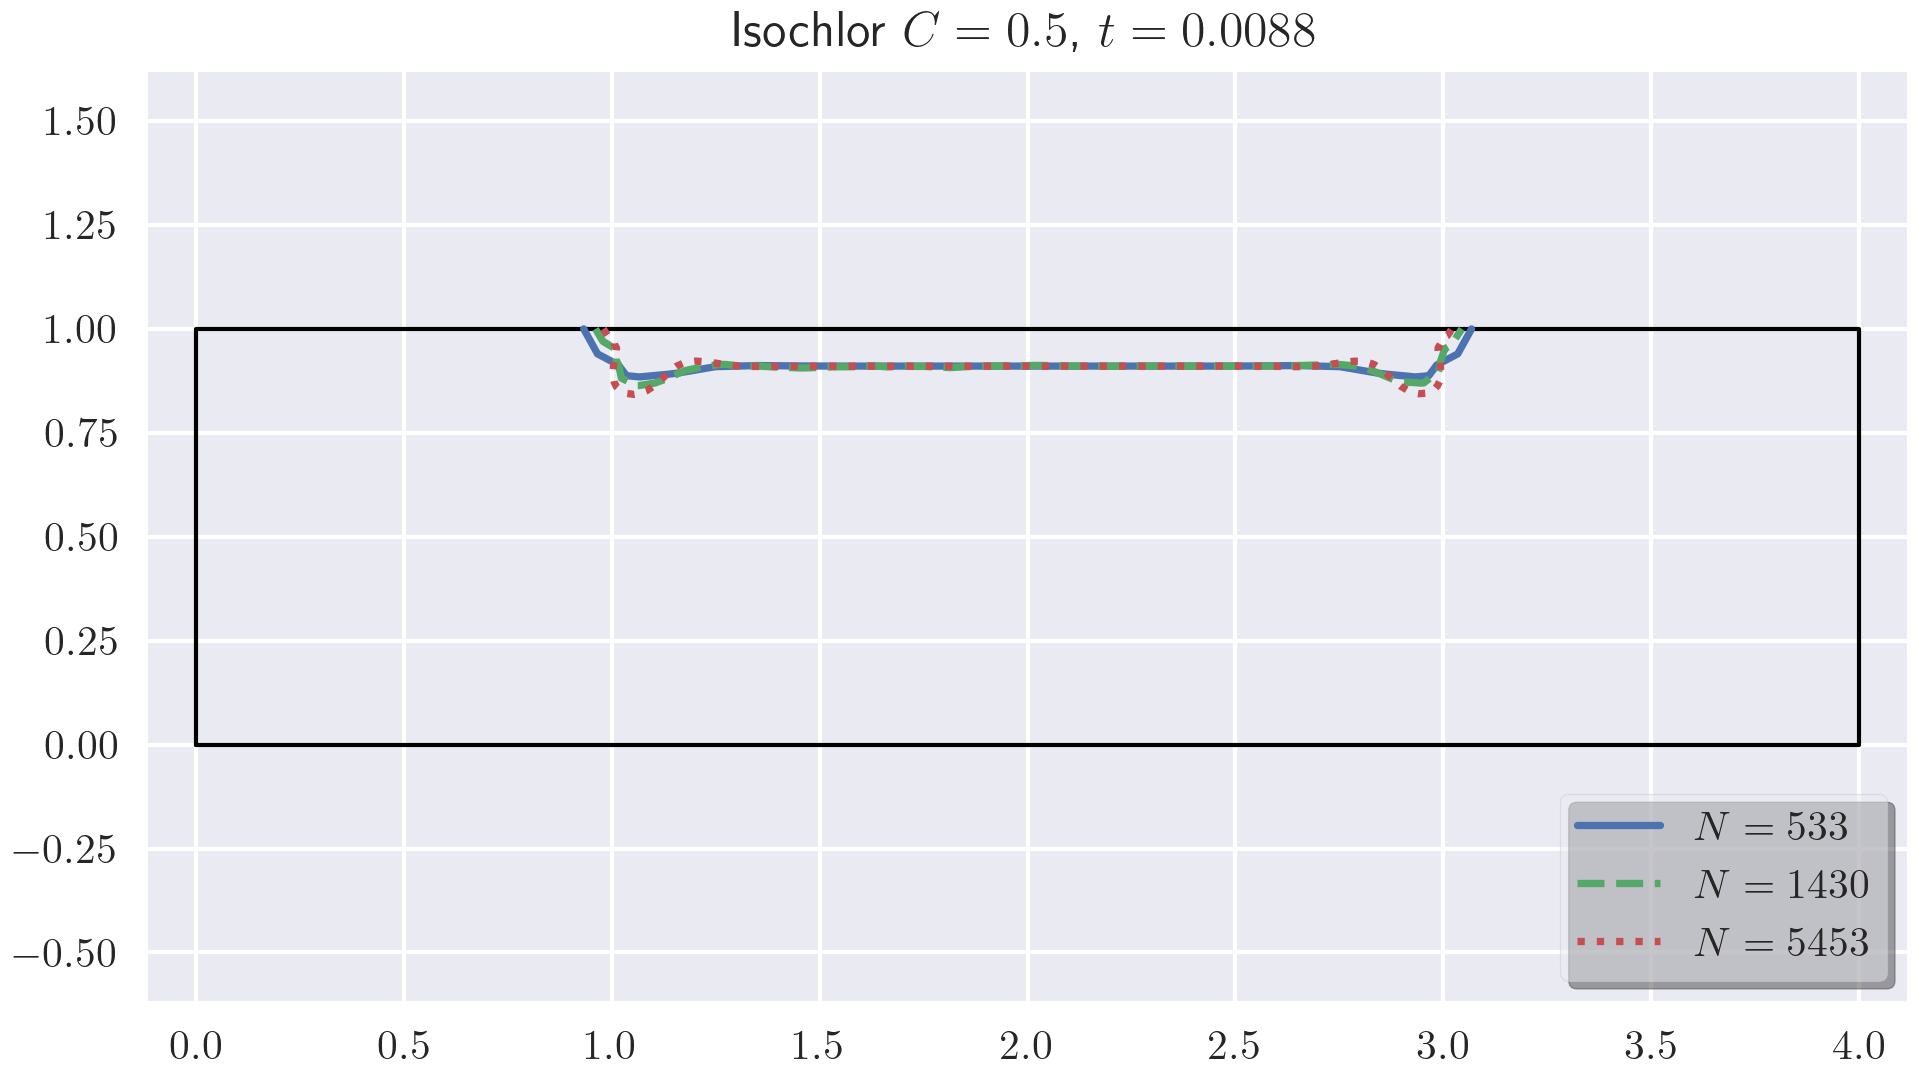 Isochlor C = 0.5, t = 0.0088
1.50
1.25
1.00
0.75
0.50
0.25
0.00
−0.25
−0.50
0.0 0.5 1.0 1.5 2.0 2.5 3.0 3.5 4.0
N = 533
N = 1430
N = 5453